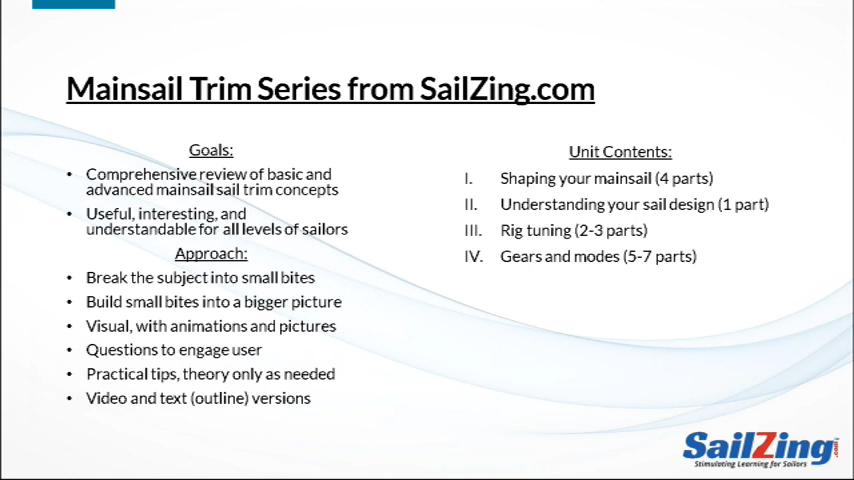 Mainsail Trim Series from SailZing.com
Goals:
• Comprehensive review of basic and
advanced mainsail sail trim concepts
• Useful, interesting, and
understandable for all levels of sailors
Approach:
• Break the subject into small bites
• Build small bites into a bigger picture
• Visual, with animations and pictures
• Questions to engage user
• Practical tips, theory only as needed
• Video and text (outline) versions
Unit Contents:
I. Shaping your mainsail (4 parts)
II. Understanding your sail design (1 part)
III. Rig tuning (2-3 parts)
IV. Gears and modes (5-7 parts)
SailZing.com
Stimulating Learning for Sailors